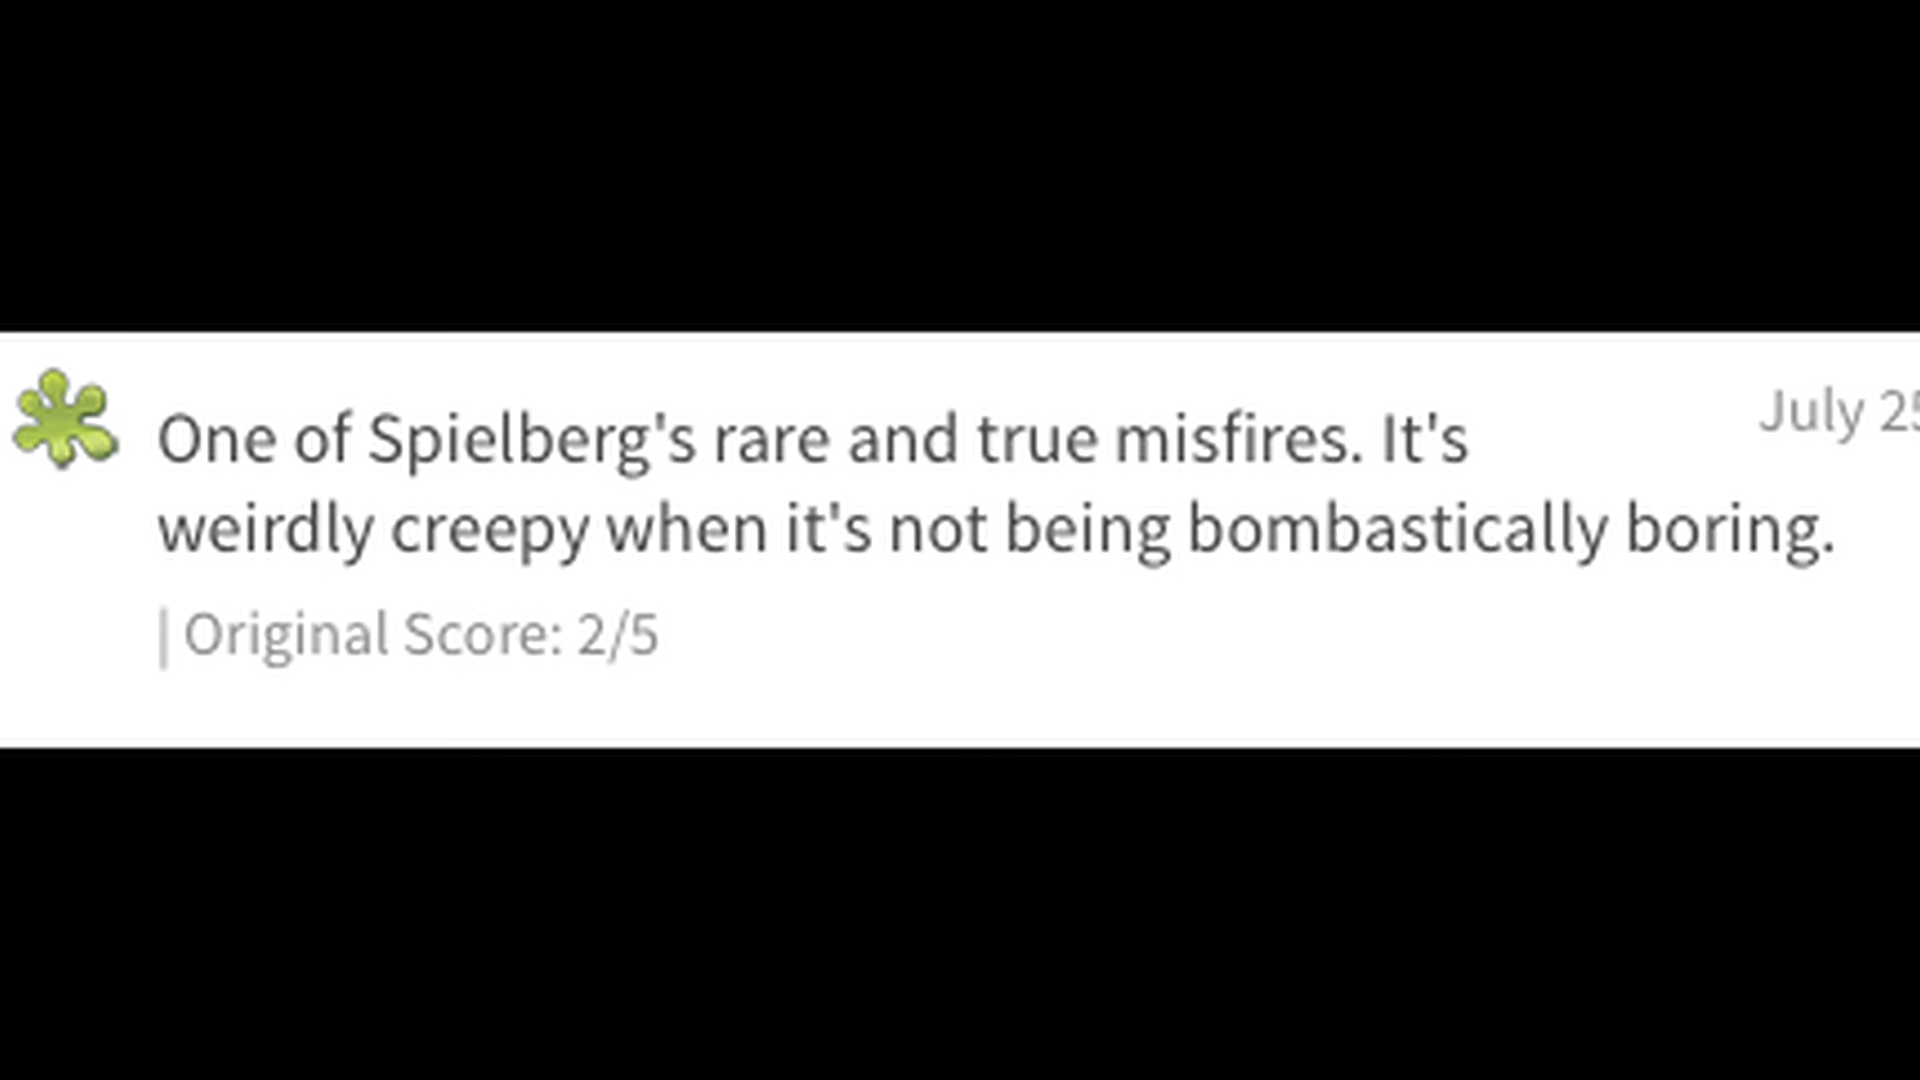 One of Spielberg's rare and true misfires. It's
July 25
weirdly creepy when it's not being bombastically boring.
| Original Score: 2/5